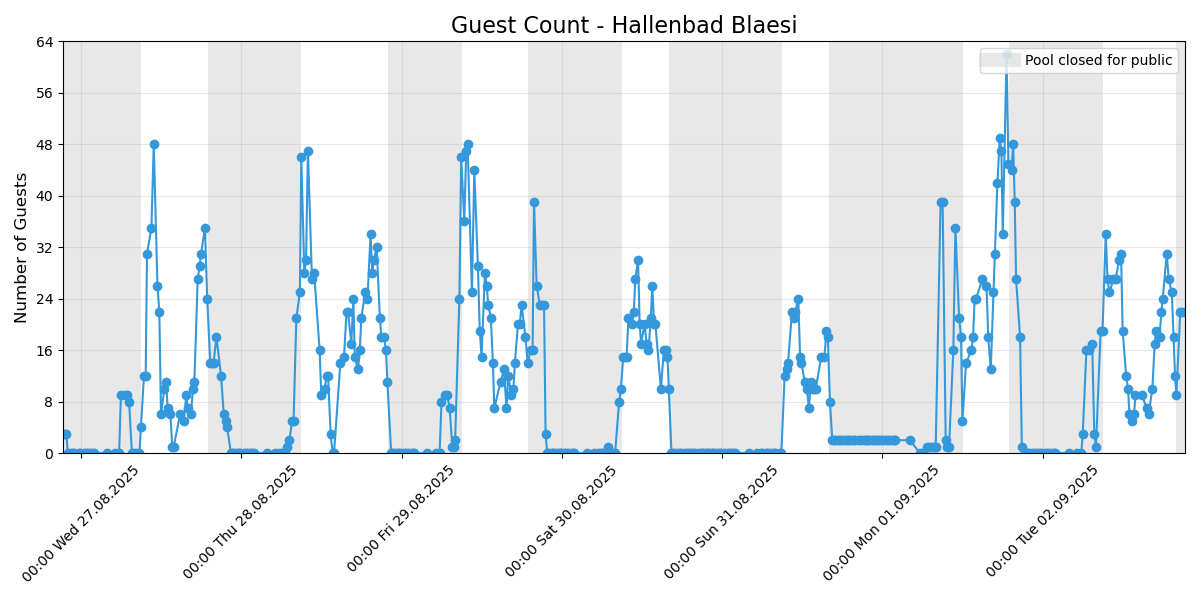 Guest Count - Hallenbad Blaesi
Pool closed for public
Number of Guests
64
56
48
40
32
24
16
8
0
00:00 Wed 27.08.2025
00:00 Thu 28.08.2025
00:00 Fri 29.08.2025
00:00 Sat 30.08.2025
00:00 Sun 31.08.2025
00:00 Mon 01.09.2025
00:00 Tue 02.09.2025